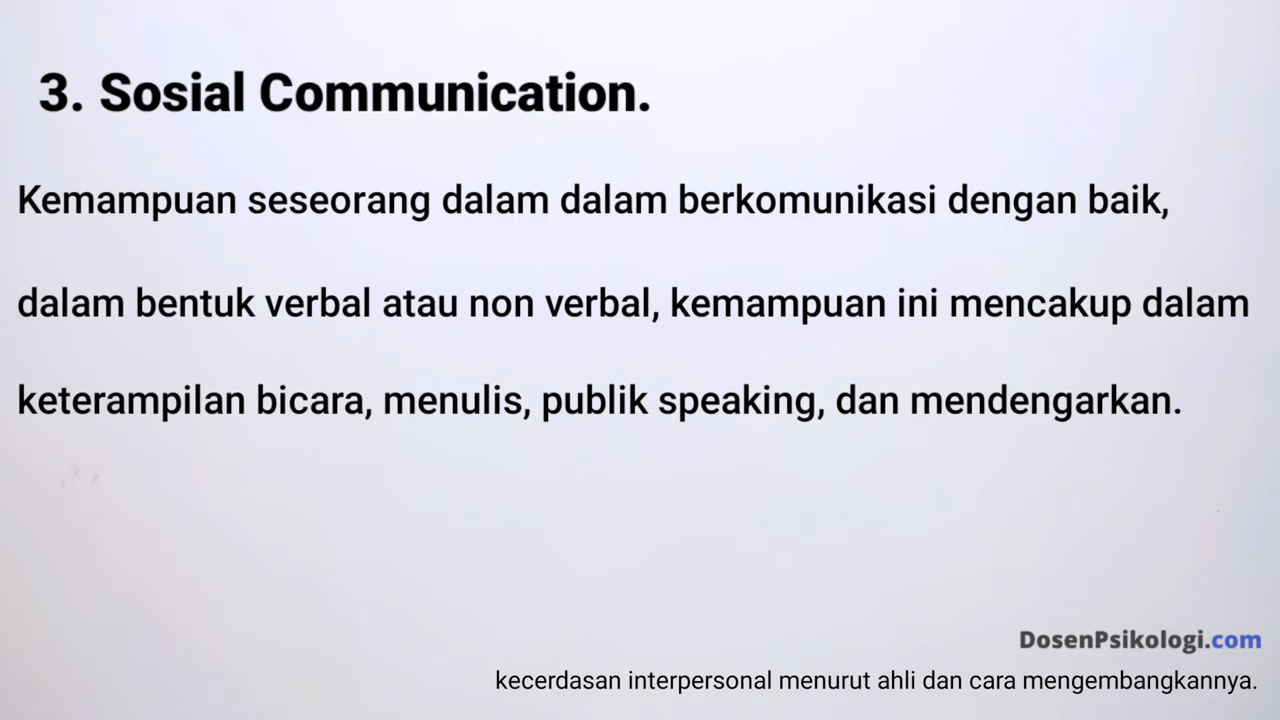 3. Sosial Communication.
Kemampuan seseorang dalam dalam berkomunikasi dengan baik,
dalam bentuk verbal atau non verbal, kemampuan ini mencakup dalam
keterampilan bicara, menulis, publik speaking, dan mendengarkan.
DosenPsikologi.com
kecerdasan interpersonal menurut ahli dan cara mengembangkannya.